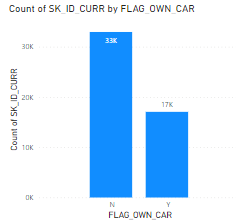 Count of SK_ID_CURR by FLAG_OWN_CAR
Count of SK_ID_CURR
30K
20K
10K
0K
33K
17K
N
Y
FLAG_OWN_CAR